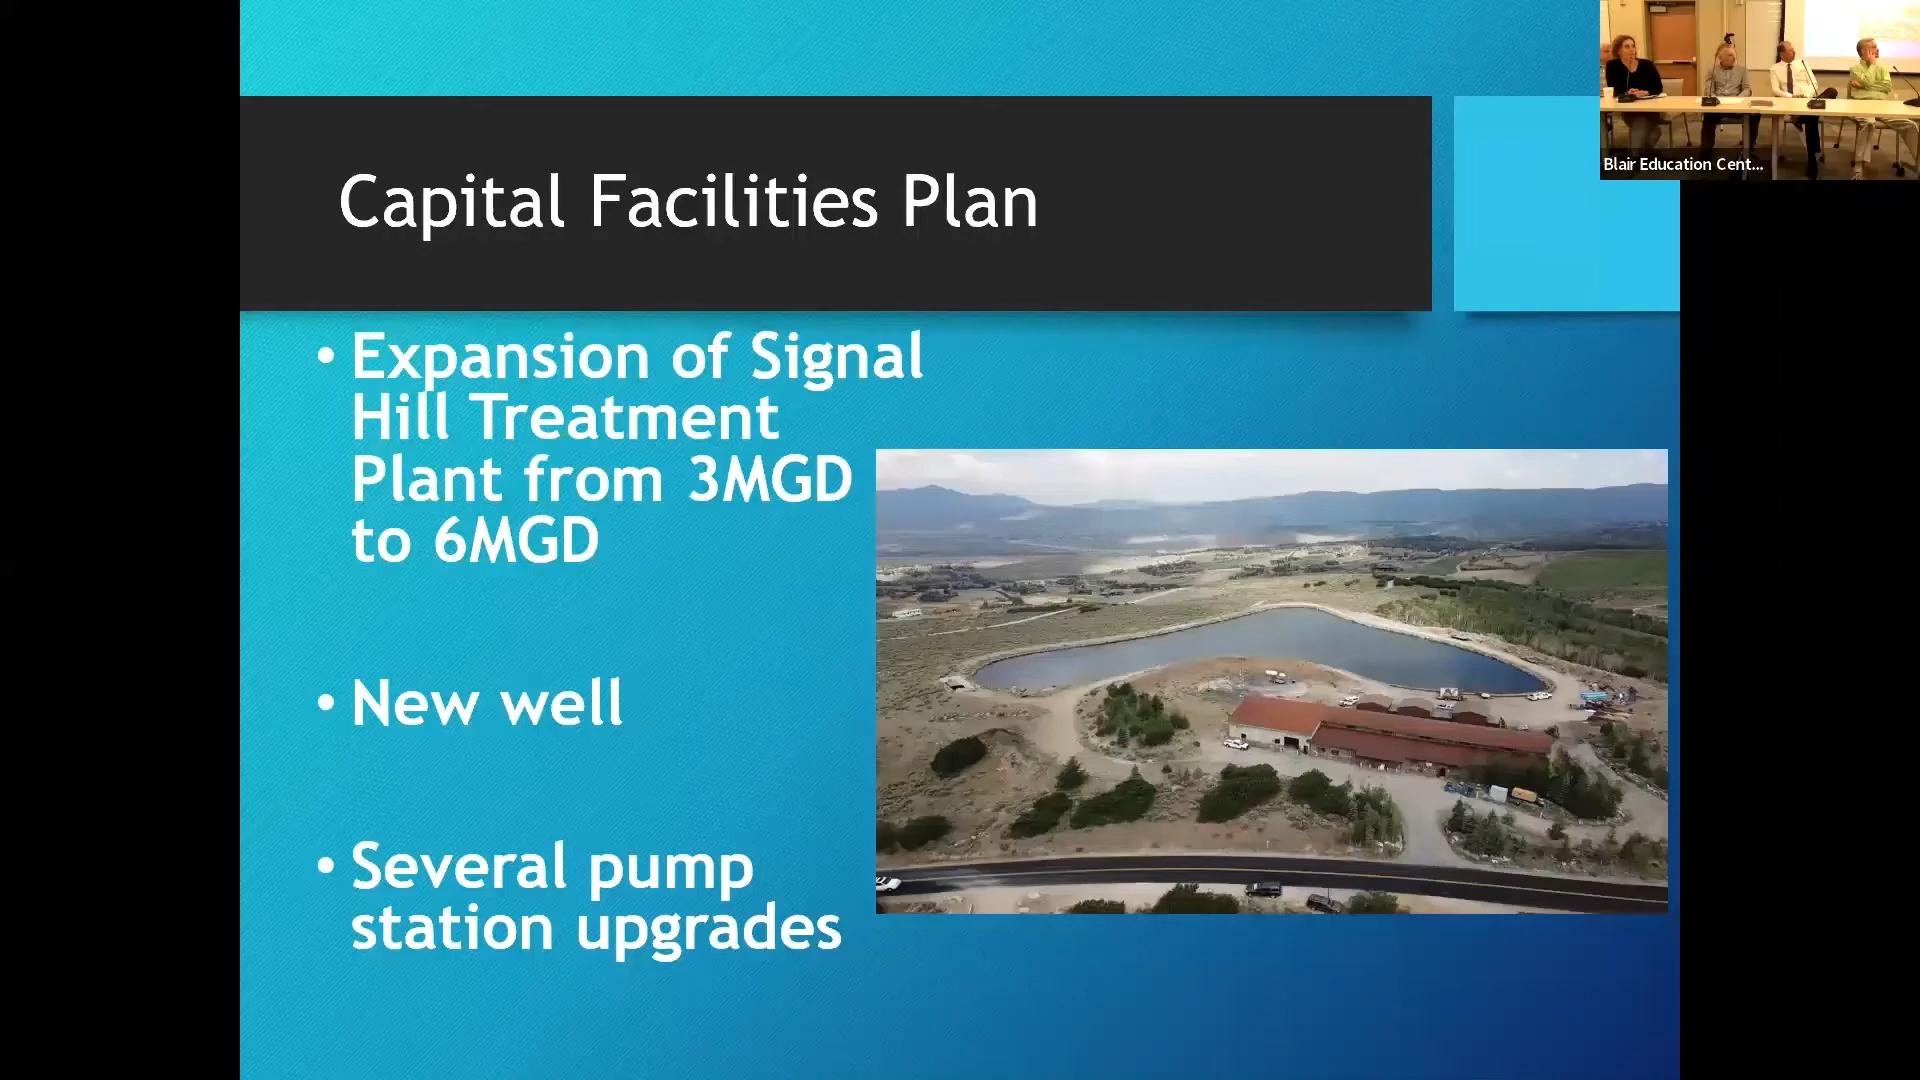 Blair Education Cent...
Capital Facilities Plan
• Expansion of Signal
Hill Treatment
Plant from 3MGD
to 6MGD
• New well
• Several pump
station upgrades